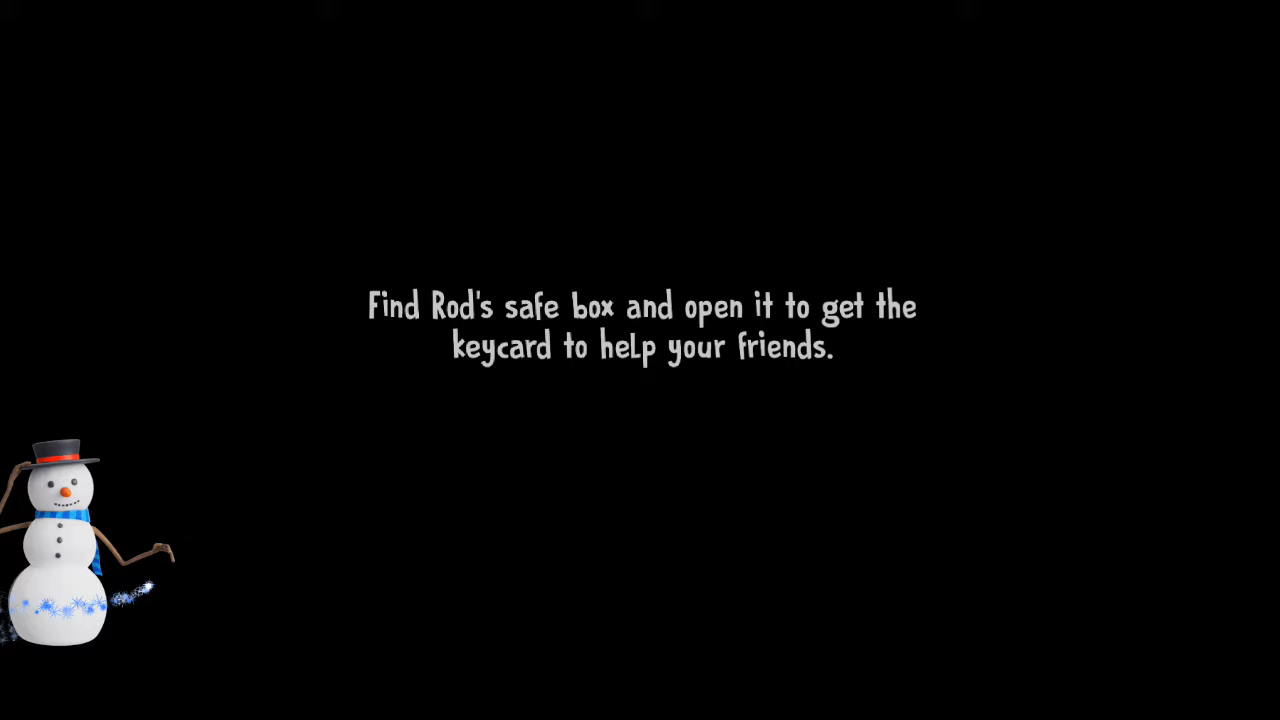 Find Rod's safe box and open it to get the
keycard to help your friends.